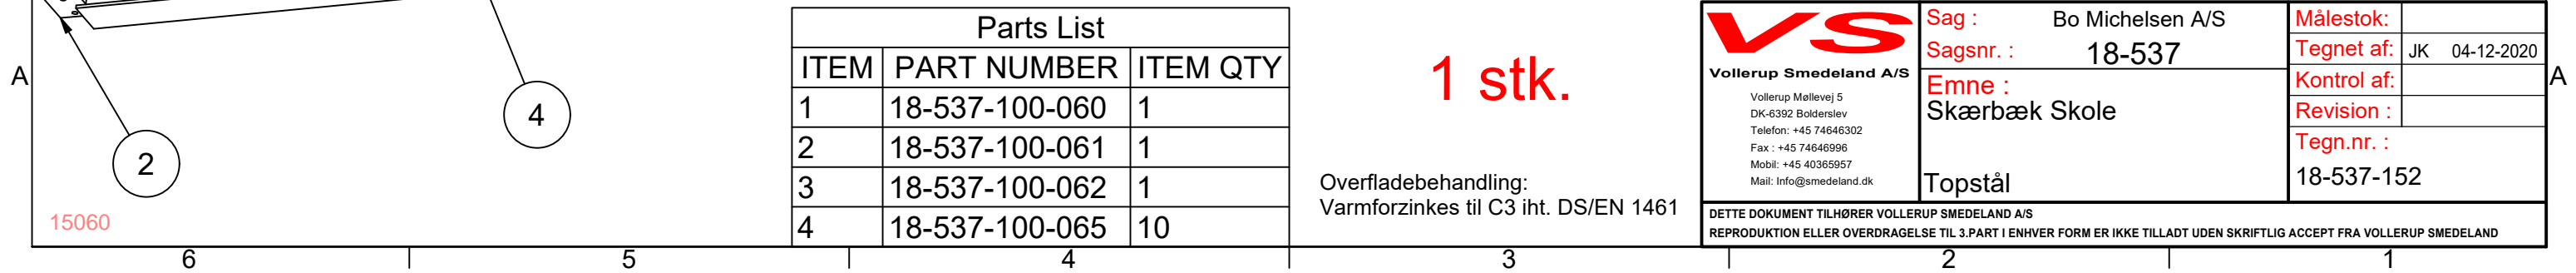 A
2
4
15060
Parts List
ITEM PART NUMBER ITEM QTY
1 18-537-100-060 1
2 18-537-100-061 1
3 18-537-100-062 1
4 18-537-100-065 10
1 stk.
Overfladebehandling:
Varmforzinkes til C3 iht. DS/EN 1461
VS
Vollerup Smedeland A/S
Vollerup Møllevej 5
DK-6392 Bolderslev
Telefon: +45 74646302
Fax : +45 74646996
Mobil: +45 40365957
Mail: Info@smedeland.dk
Sag : Bo Michelsen A/S
Sagsnr. : 18-537
Emne :
Skærbæk Skole
Topstål
Målestok:
Tegnet af: JK 04-12-2020
Kontrol af:
Revision :
Tegn.nr. :
18-537-152
DETTE DOKUMENT TILHØRER VOLLERUP SMEDELAND A/S
REPRODUKTION ELLER OVERDRAGELSE TIL 3.PART I ENHVER FORM ER IKKE TILLADT UDEN SKRIFTLIG ACCEPT FRA VOLLERUP SMEDELAND
A
6 5 4 3 2 1